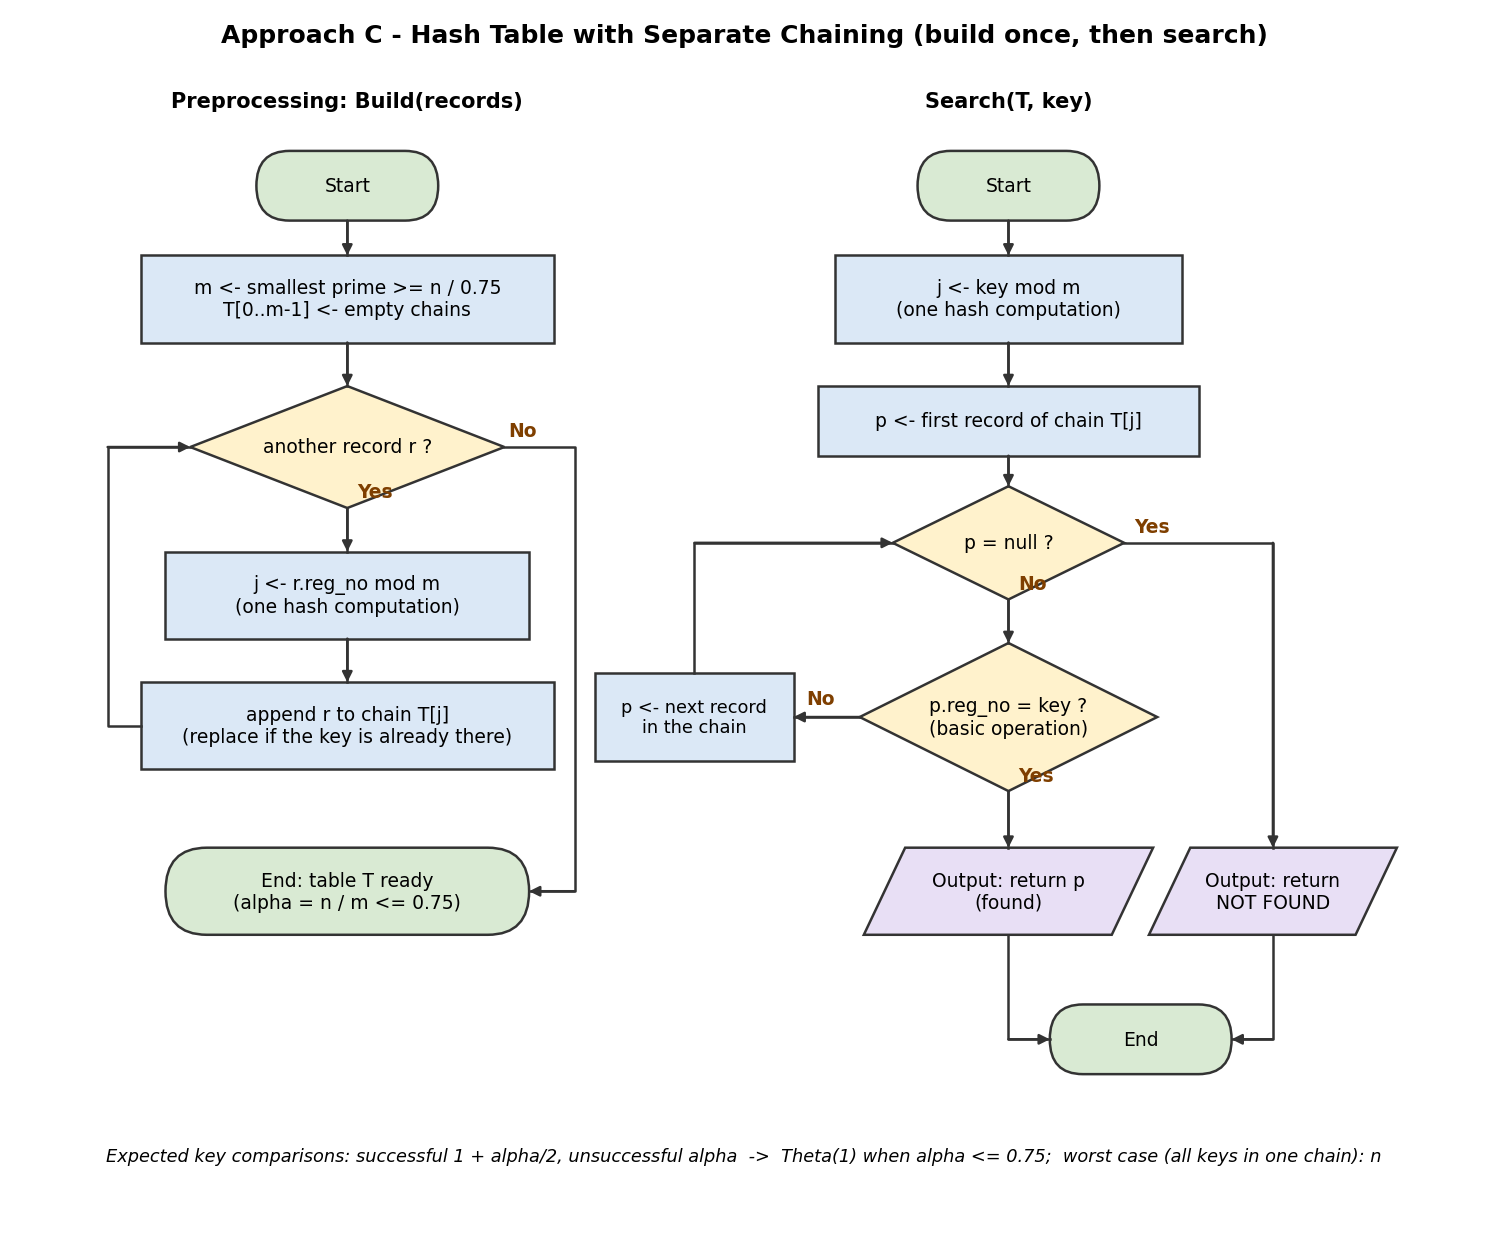 Approach C - Hash Table with Separate Chaining (build once, then search)
Preprocessing: Build(records)
Start
m <- smallest prime >= n / 0.75
T[0..m-1] <- empty chains
another record r ?
No
Yes
j <- r.reg_no mod m
(one hash computation)
append r to chain T[j]
(replace if the key is already there)
End: table T ready
(alpha = n / m <= 0.75)
Search(T, key)
Start
j <- key mod m
(one hash computation)
p <- first record of chain T[j]
p = null ?
Yes
No
p.reg_no = key ?
(basic operation)
No
p <- next record
in the chain
Yes
Output: return p
(found)
Output: return
NOT FOUND
End
Expected key comparisons: successful 1 + alpha/2, unsuccessful alpha -> Theta(1) when alpha <= 0.75; worst case (all keys in one chain): n